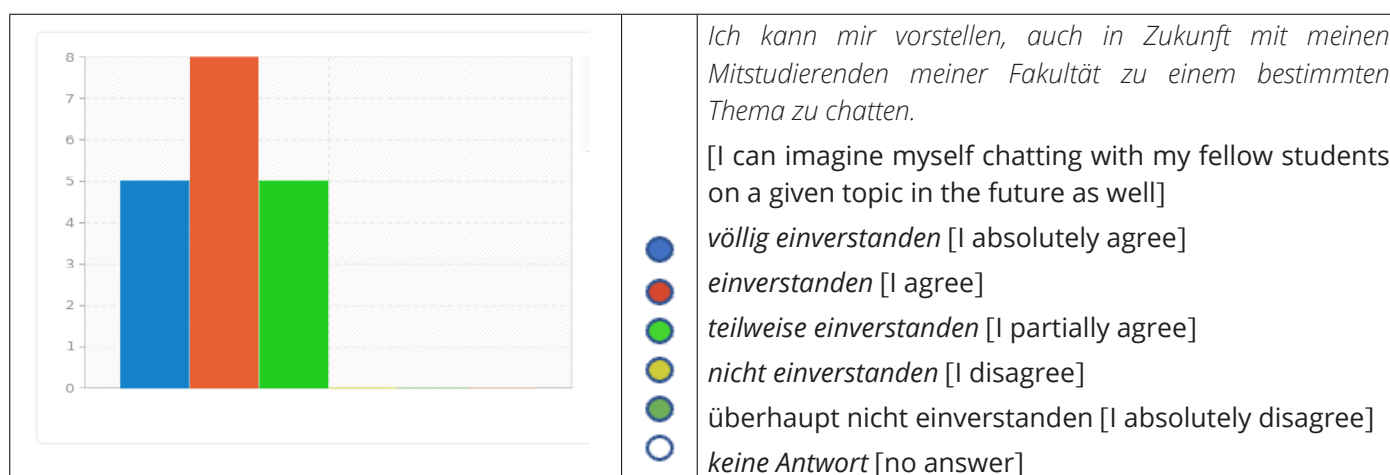 8
7
6
5
4
3
2
1
0
Ich kann mir vorstellen, auch in Zukunft mit meinen
Mitstudierenden meiner Fakultät zu einem bestimmten
Thema zu chatten.
[I can imagine myself chatting with my fellow students
on a given topic in the future as well]
völlig einverstanden [I absolutely agree]
einverstanden [I agree]
teilweise einverstanden [I partially agree]
nicht einverstanden [I disagree]
überhaupt nicht einverstanden [I absolutely disagree]
keine Antwort [no answer]